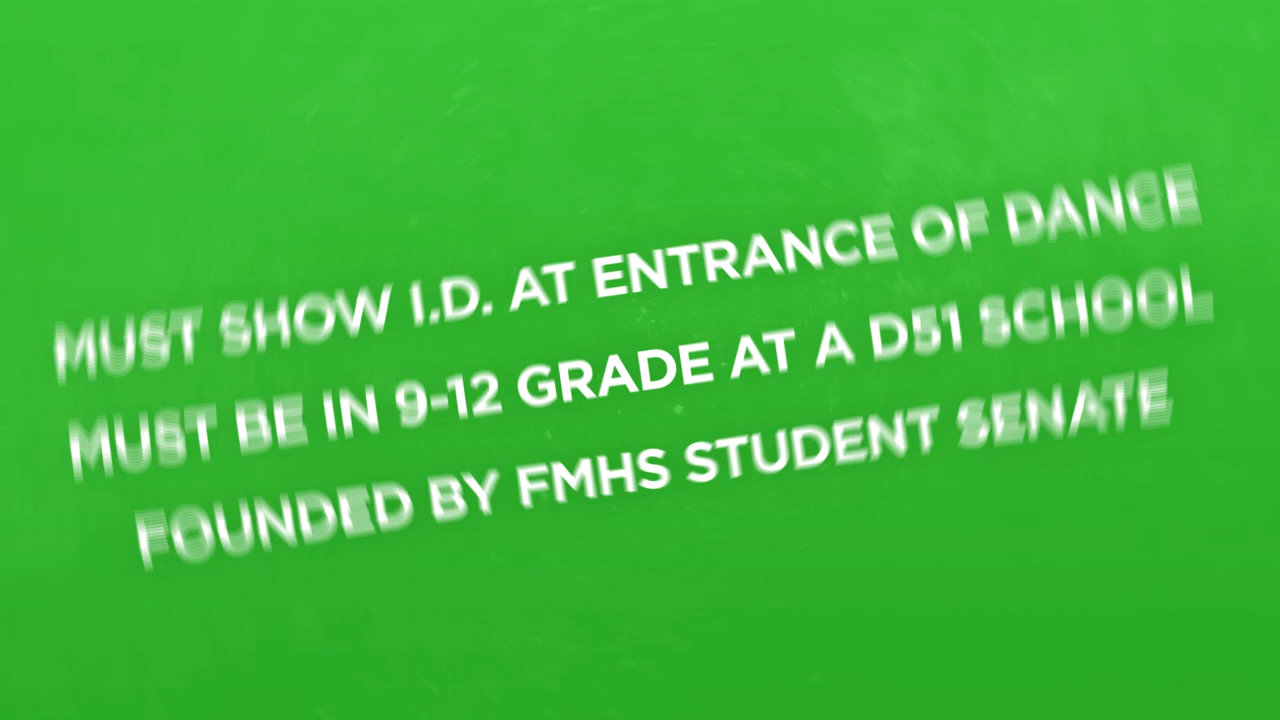 MUST SHOW I.D. AT ENTRANCE OF DANCE
MUST BE IN 9-12 GRADE AT A D51 SCHOOL
FOUNDED BY FMHS STUDENT SENATE